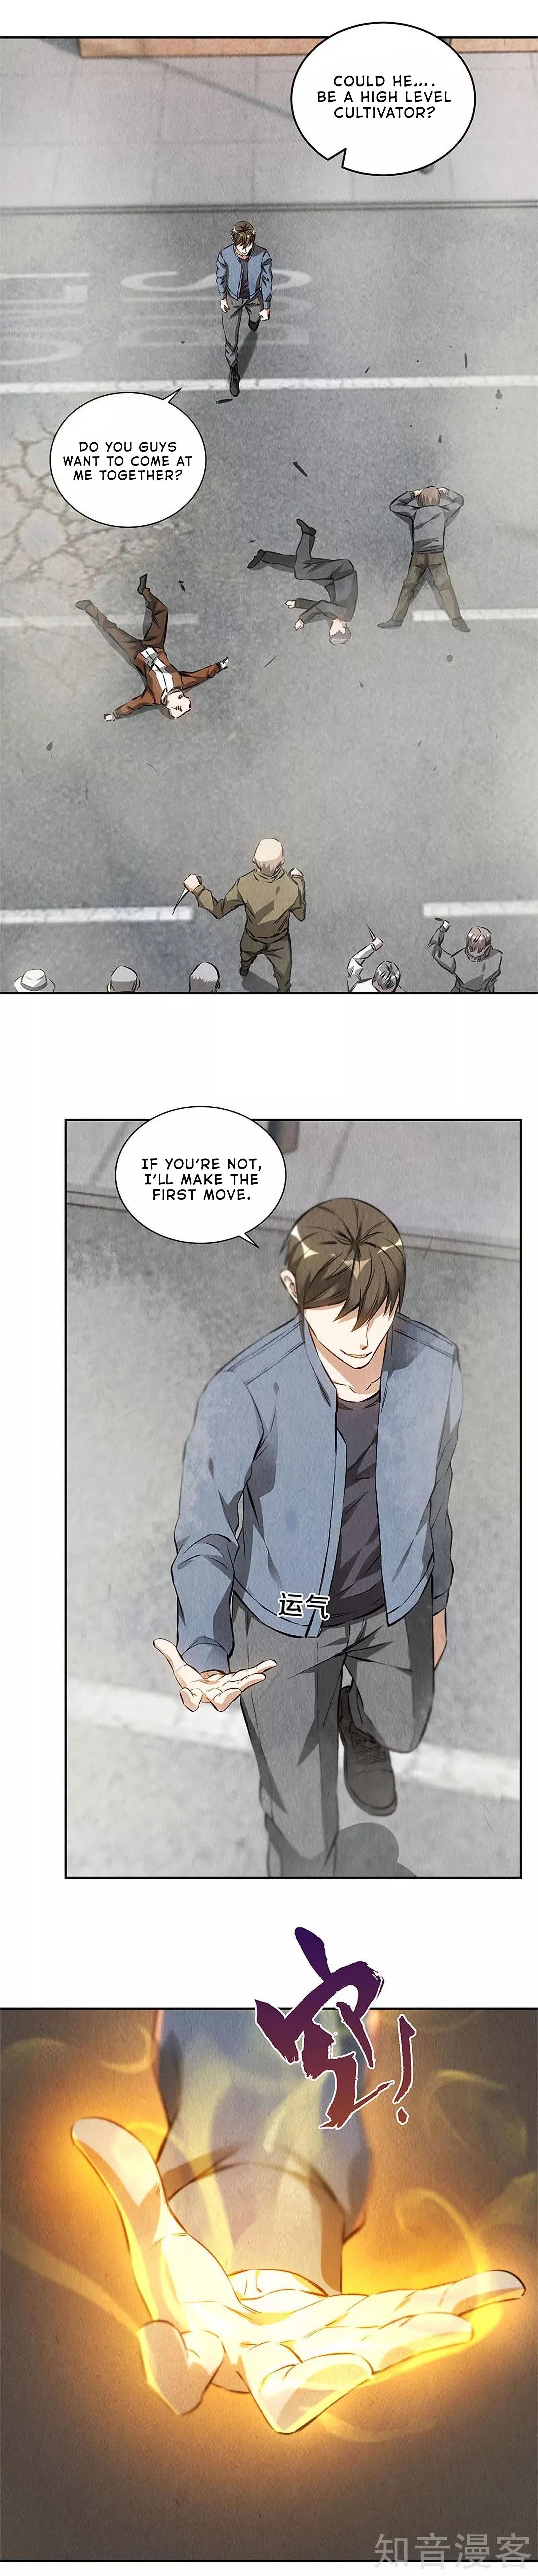 COULD HE....
BE A HIGH LEVEL
CULTIVATOR?
DO YOU GUYS
WANT TO COME AT
ME TOGETHER?
IF YOU'RE NOT,
I'LL MAKE THE
FIRST MOVE.
运气
知音漫客